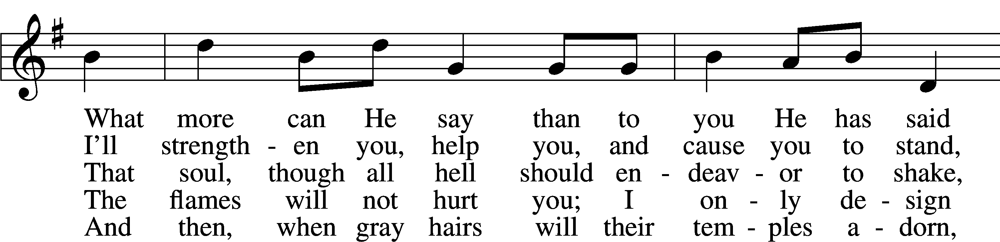 What more can He say than to you He has said
I'll strength - en you, help you, and cause you to stand,
That soul, though all hell should en - deav - or to shake,
The flames will not hurt you; I on - ly de - sign
And then, when gray hairs will their tem - ples a - dorn,